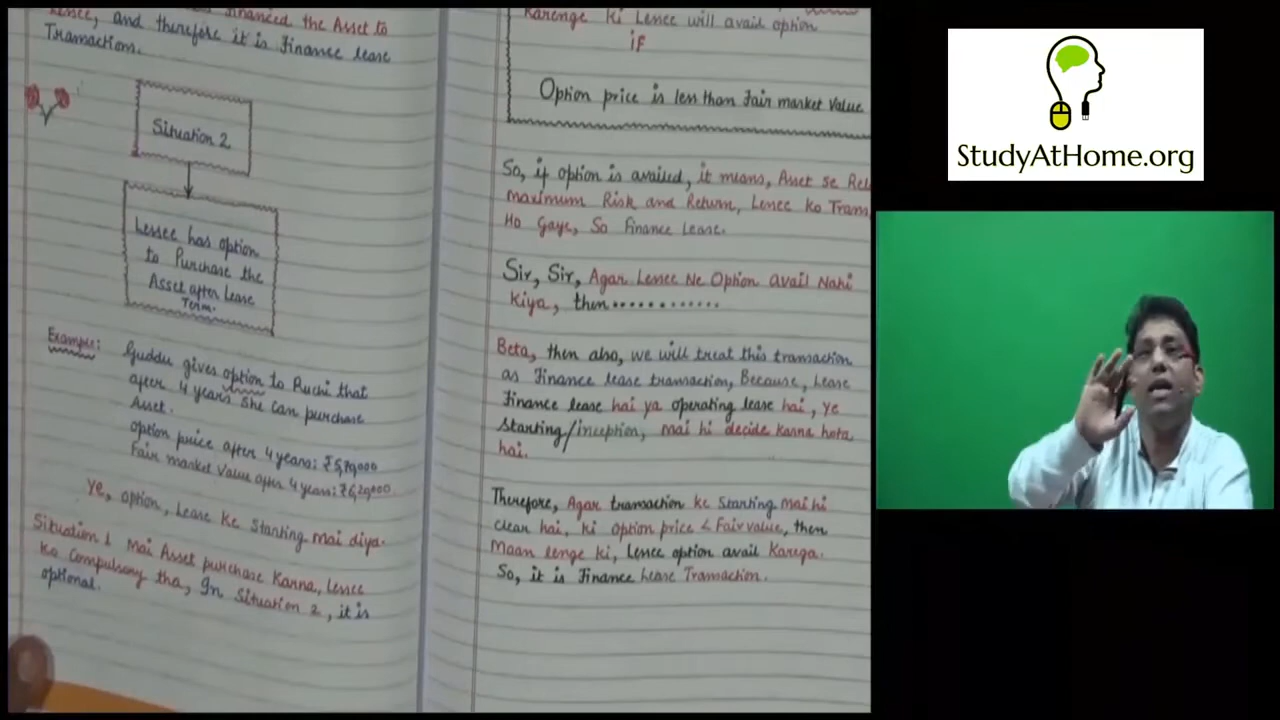 Lessee, and therefore it is Finance lease
financed the Asset to
Transactions.
Situation 2
Lessee has option
to Purchase the
Asset after Lease
Term.
Example: Guddu gives option to Ruchi that
after 4 years she can purchase
Asset.
option price after 4 years: ₹5,79,000
Fair market Value after 4 years: ₹6,20,000
Ye, option, Lease Ke Starting mai diya.
Situation 1 Mai Asset purchase Karna, Lessee
Ko Compulsory tha, In Situation 2, it is
optional.
Karenge Ki Lessee will avail option
if
Option price is less than Fair market Value
So, if option is availed, it means, Asset se Rel
maximum Risk and Return, Lessee ko Trans
Ho Gaye, So Finance Lease.
Sir, Sir, Agar Lessee Ne Option avail Nahi
Kiya, then .............
Beta, then also, we will treat this transaction
as Finance lease transaction, Because, Lease
Finance lease hai ya operating lease hai, ye
Starting/inception, mai hi decide karna hota
hai.
Therefore, Agar transaction ke Starting mai hi
clear hai, ki option price < Fair value, then
Maan lenge ki, Lessee option avail Karega.
So, it is Finance Lease Transaction.
StudyAtHome.org